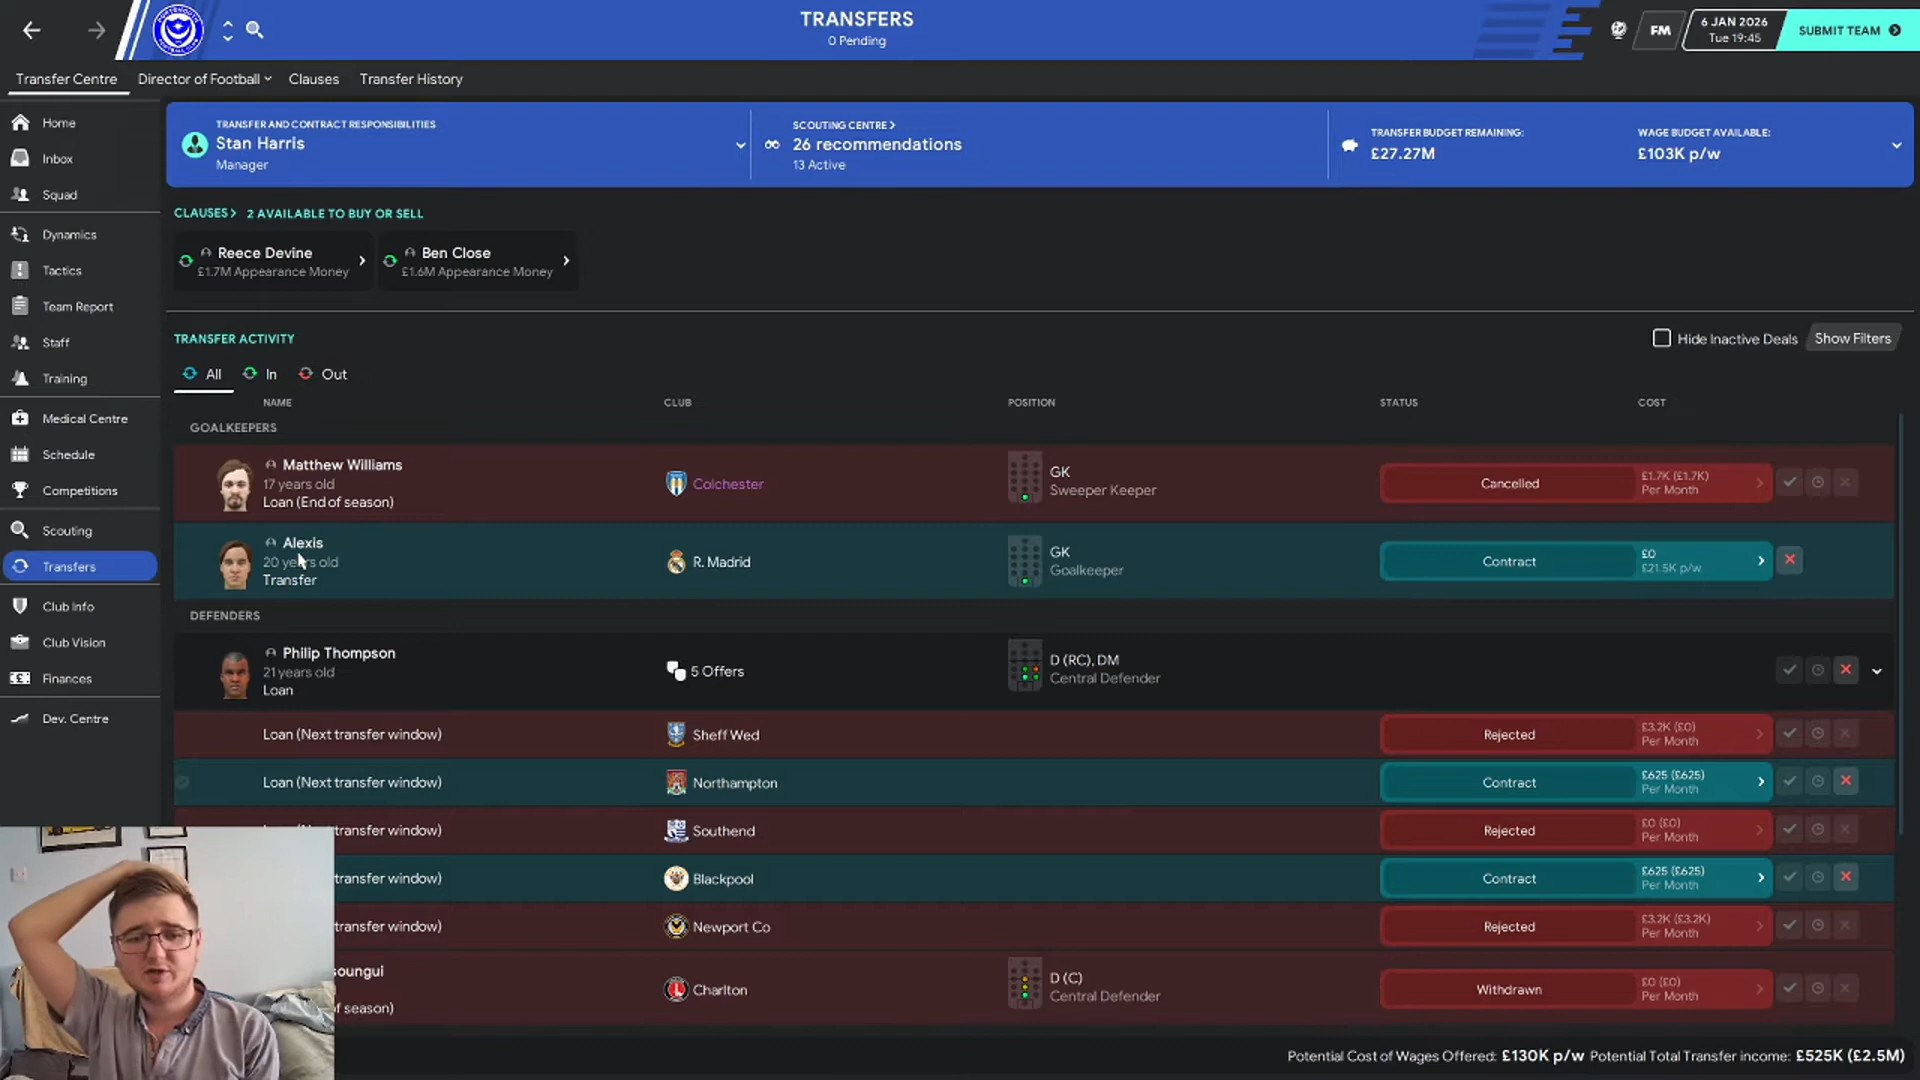 TRANSFERS
0 Pending
FM
6 JAN 2026
Tue 19:45
SUBMIT TEAM
Transfer Centre
Director of Football
Clauses
Transfer History
Home
Inbox
Squad
Dynamics
Tactics
Team Report
Staff
Training
Medical Centre
Schedule
Competitions
Scouting
Transfers
Club Info
Club Vision
Finances
Dev. Centre
TRANSFER AND CONTRACT RESPONSIBILITIES
Stan Harris
Manager
SCOUTING CENTRE >
26 recommendations
13 Active
TRANSFER BUDGET REMAINING:
£27.27M
WAGE BUDGET AVAILABLE:
£103K p/w
CLAUSES > 2 AVAILABLE TO BUY OR SELL
Reece Devine
£1.7M Appearance Money
Ben Close
£1.6M Appearance Money
TRANSFER ACTIVITY
Hide Inactive Deals
Show Filters
All
In
Out
NAME CLUB POSITION STATUS COST
GOALKEEPERS
Matthew Williams
17 years old
Loan (End of season)
Colchester
GK
Sweeper Keeper
Cancelled
£1.7K (£1.7K)
Per Month
Alexis
20 years old
Transfer
R. Madrid
GK
Goalkeeper
Contract
£0
£21.5K p/w
DEFENDERS
Philip Thompson
21 years old
Loan
5 Offers
D (RC), DM
Central Defender
Loan (Next transfer window)
Sheff Wed
Rejected
£3.2K (£0)
Per Month
Loan (Next transfer window)
Northampton
Contract
£625 (£625)
Per Month
transfer window)
Southend
Rejected
£0 (£0)
Per Month
transfer window)
Blackpool
Contract
£625 (£625)
Per Month
transfer window)
Newport Co
Rejected
£3.2K (£3.2K)
Per Month
soungui
f season)
Charlton
D (C)
Central Defender
Withdrawn
£0 (£0)
Per Month
Potential Cost of Wages Offered: £130K p/w Potential Total Transfer income: £525K (£2.5M)